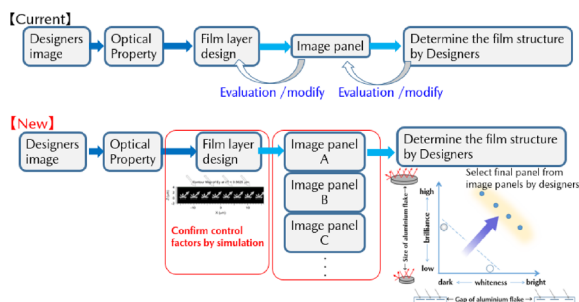 【Current】
Designers image
Optical Property
Film layer design
Image panel
Determine the film structure by Designers
Evaluation /modify
Evaluation /modify
【New】
Designers image
Optical Property
Film layer design
Image panel A
Image panel B
Image panel C
Determine the film structure by Designers
Confirm control factors by simulation
Select final panel from image panels by designers
Size of aluminium flake
brilliance
high
low
dark
whiteness
bright
Gap of aluminium flake